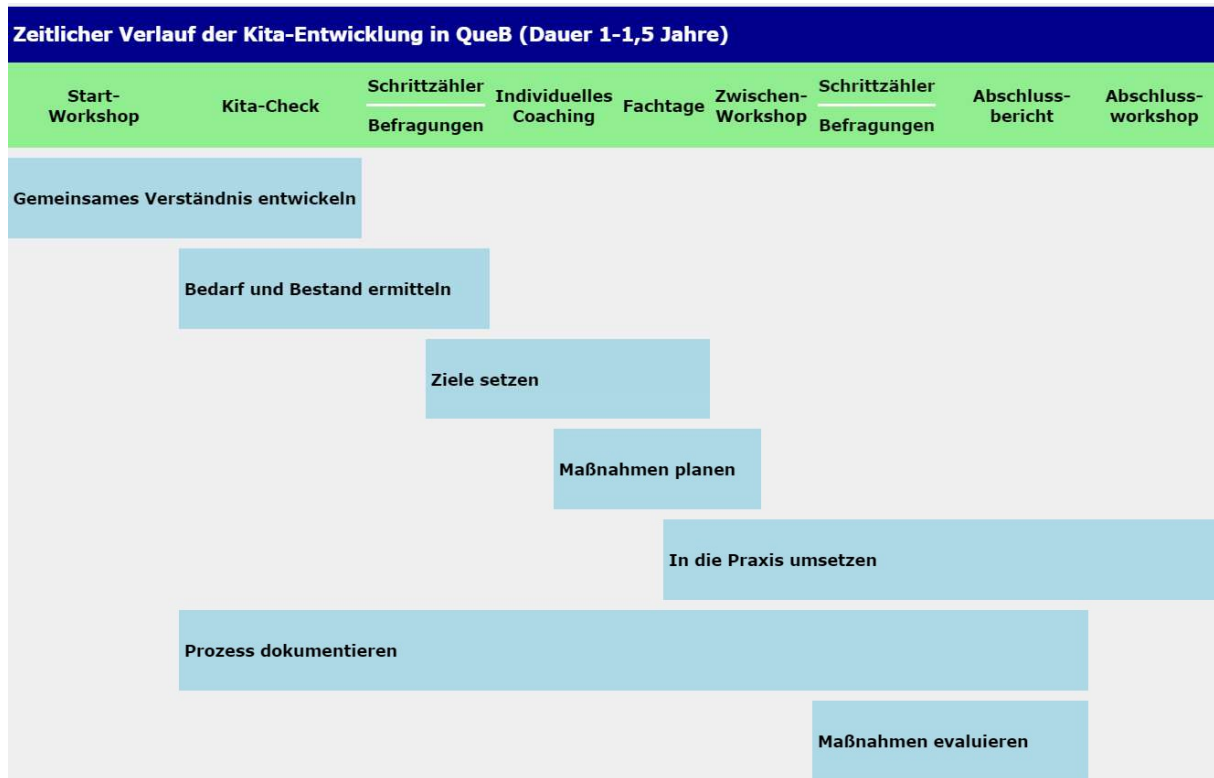 Zeitlicher Verlauf der Kita-Entwicklung in QueB (Dauer 1-1,5 Jahre)
Start-
Workshop
Kita-Check
Schrittzähler
Befragungen
Individuelles
Coaching
Fachtage
Zwischen-
Workshop
Schrittzähler
Befragungen
Abschluss-
bericht
Abschluss-
workshop
Gemeinsames Verständnis entwickeln
Bedarf und Bestand ermitteln
Ziele setzen
Maßnahmen planen
In die Praxis umsetzen
Prozess dokumentieren
Maßnahmen evaluieren